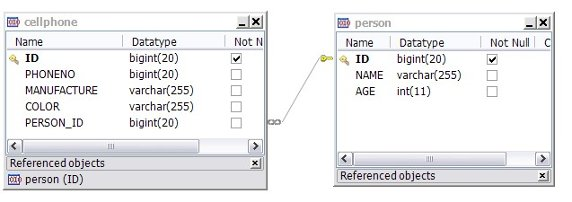 cellphone
Name Datatype Not N
ID bigint(20)
PHONENO bigint(20)
MANUFACTURE varchar(255)
COLOR varchar(255)
PERSON_ID bigint(20)
Referenced objects
person (ID)
person
Name Datatype Not Null C
ID bigint(20)
NAME varchar(255)
AGE int(11)
Referenced objects